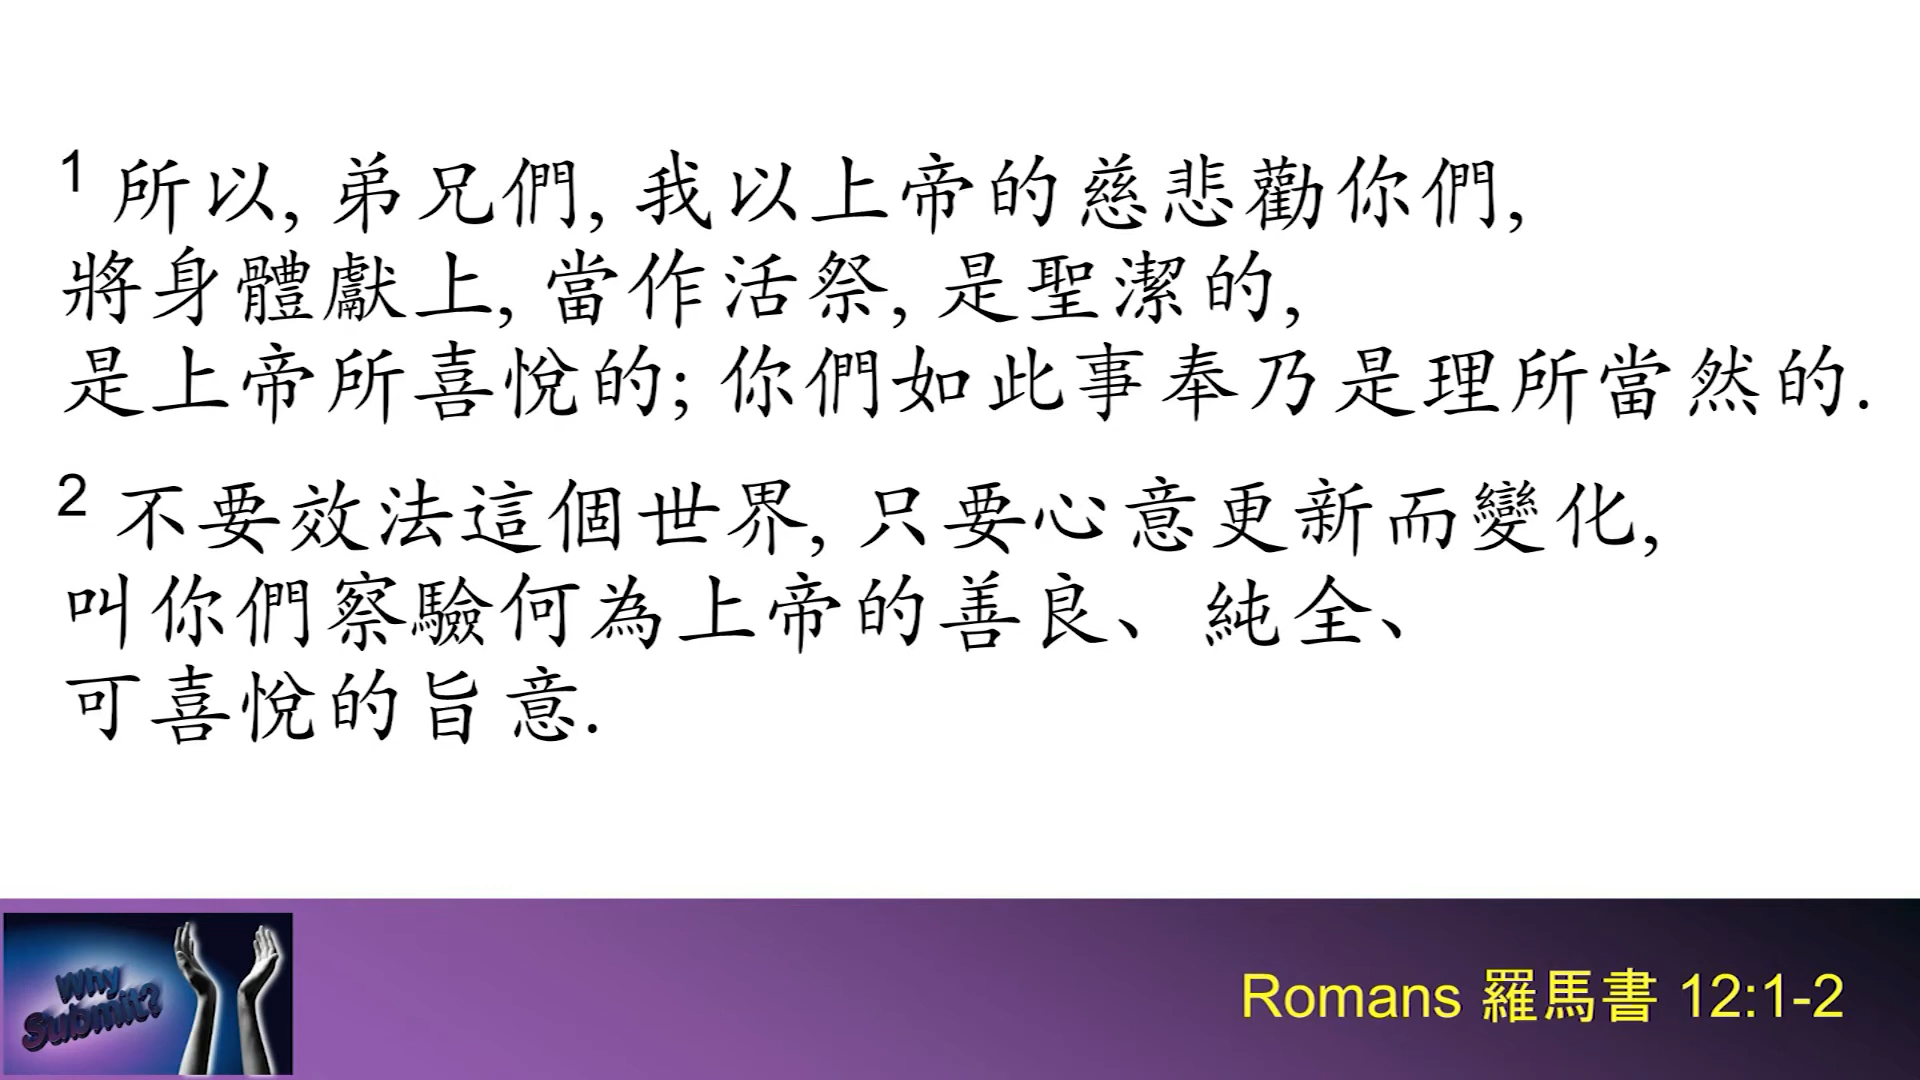 1 所以, 弟兄們, 我以上帝的慈悲勸你們,
將身體獻上, 當作活祭, 是聖潔的,
是上帝所喜悅的; 你們如此事奉乃是理所當然的.
2 不要效法這個世界, 只要心意更新而變化,
叫你們察驗何為上帝的善良、純全、
可喜悅的旨意.
Why
Submit?
Romans 羅馬書 12:1-2